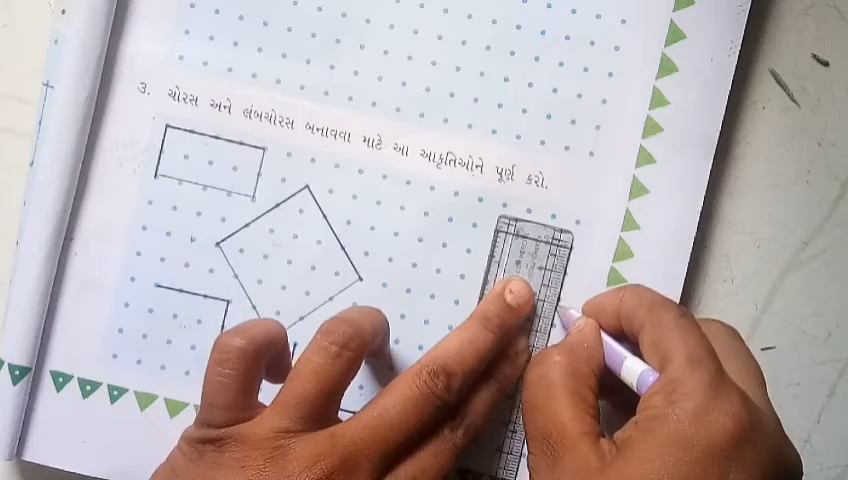 ૩. ચોરસ અને લંબચોરસ બનાવવા માટે આ આકૃતિઓને પૂર્ણ કરો.